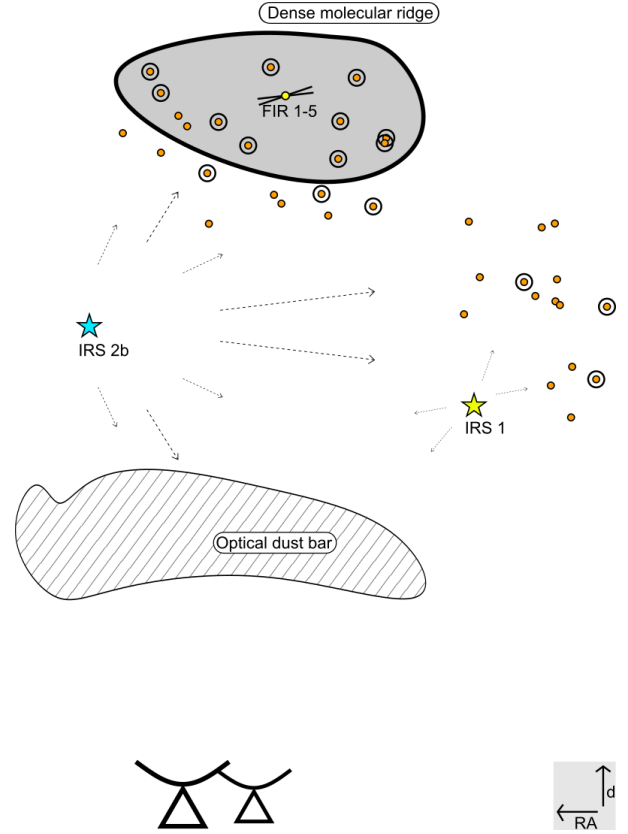 Dense molecular ridge
FIR 1-5
IRS 2b
IRS 1
Optical dust bar
d
RA